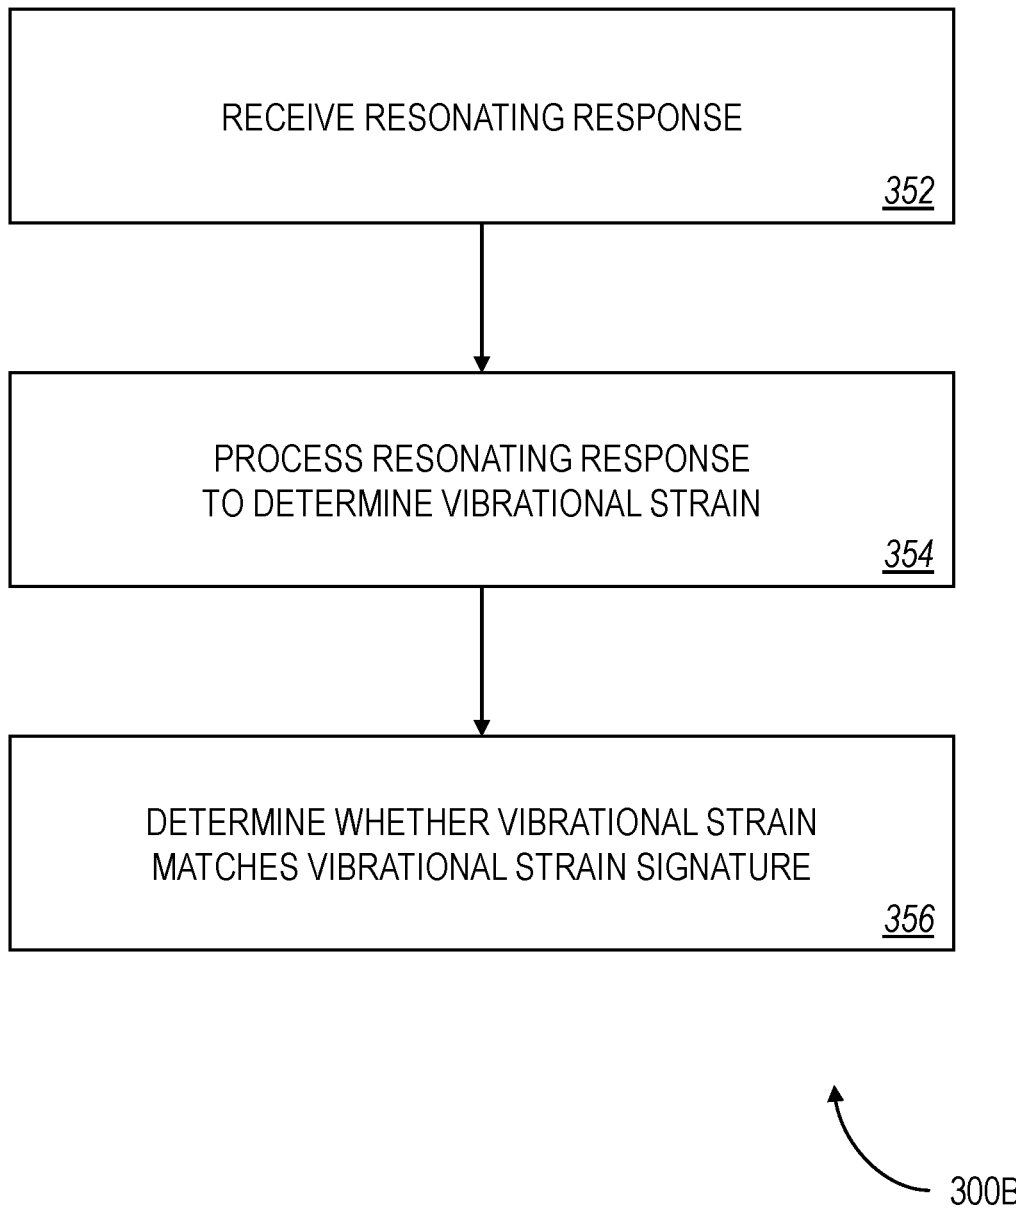 RECEIVE RESONATING RESPONSE
352
PROCESS RESONATING RESPONSE
TO DETERMINE VIBRATIONAL STRAIN
354
DETERMINE WHETHER VIBRATIONAL STRAIN
MATCHES VIBRATIONAL STRAIN SIGNATURE
356
300B